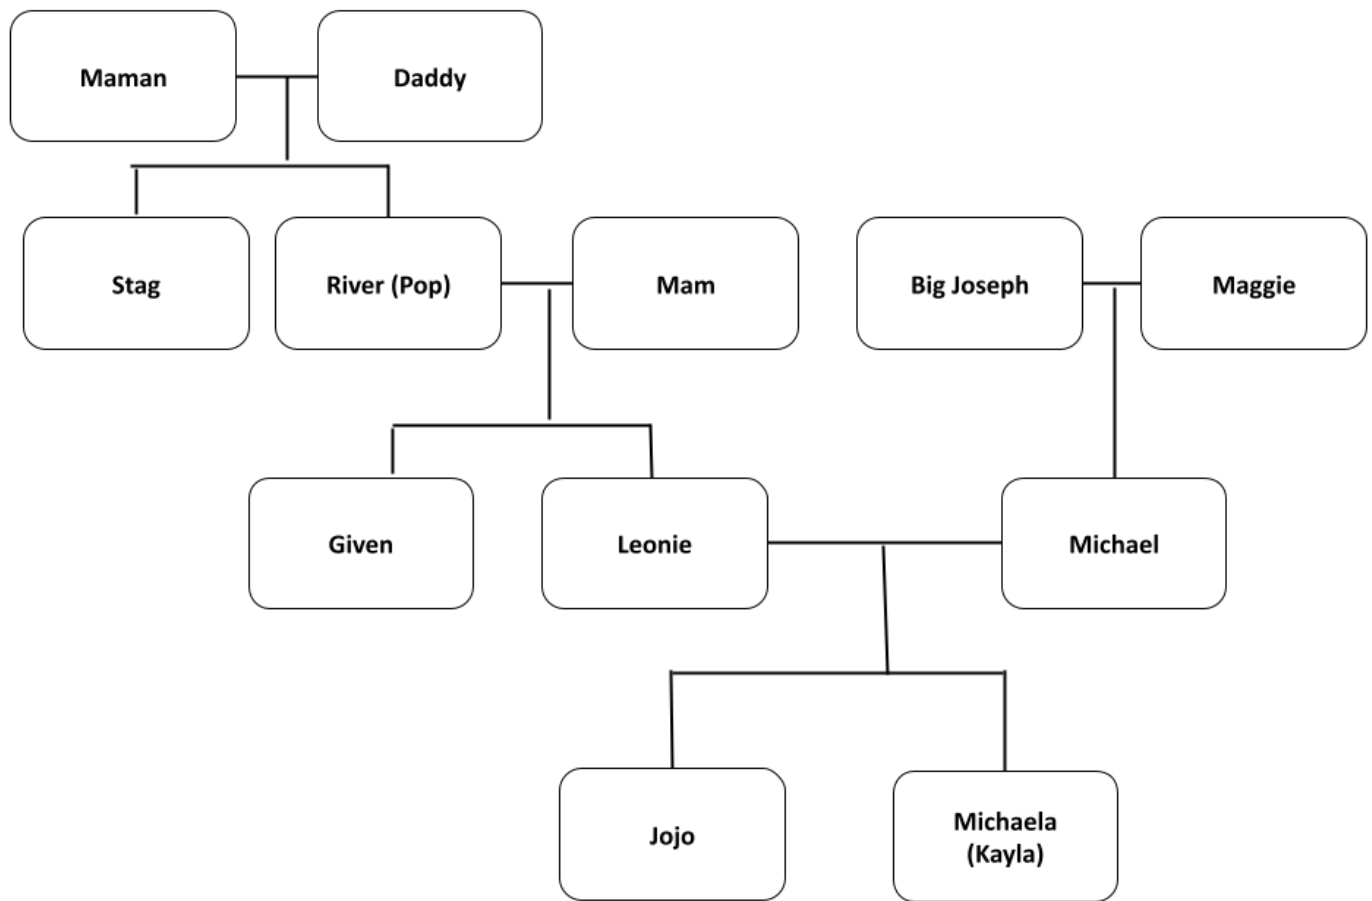 Maman
Daddy
Stag
River (Pop)
Mam
Big Joseph
Maggie
Given
Leonie
Michael
Jojo
Michaela
(Kayla)